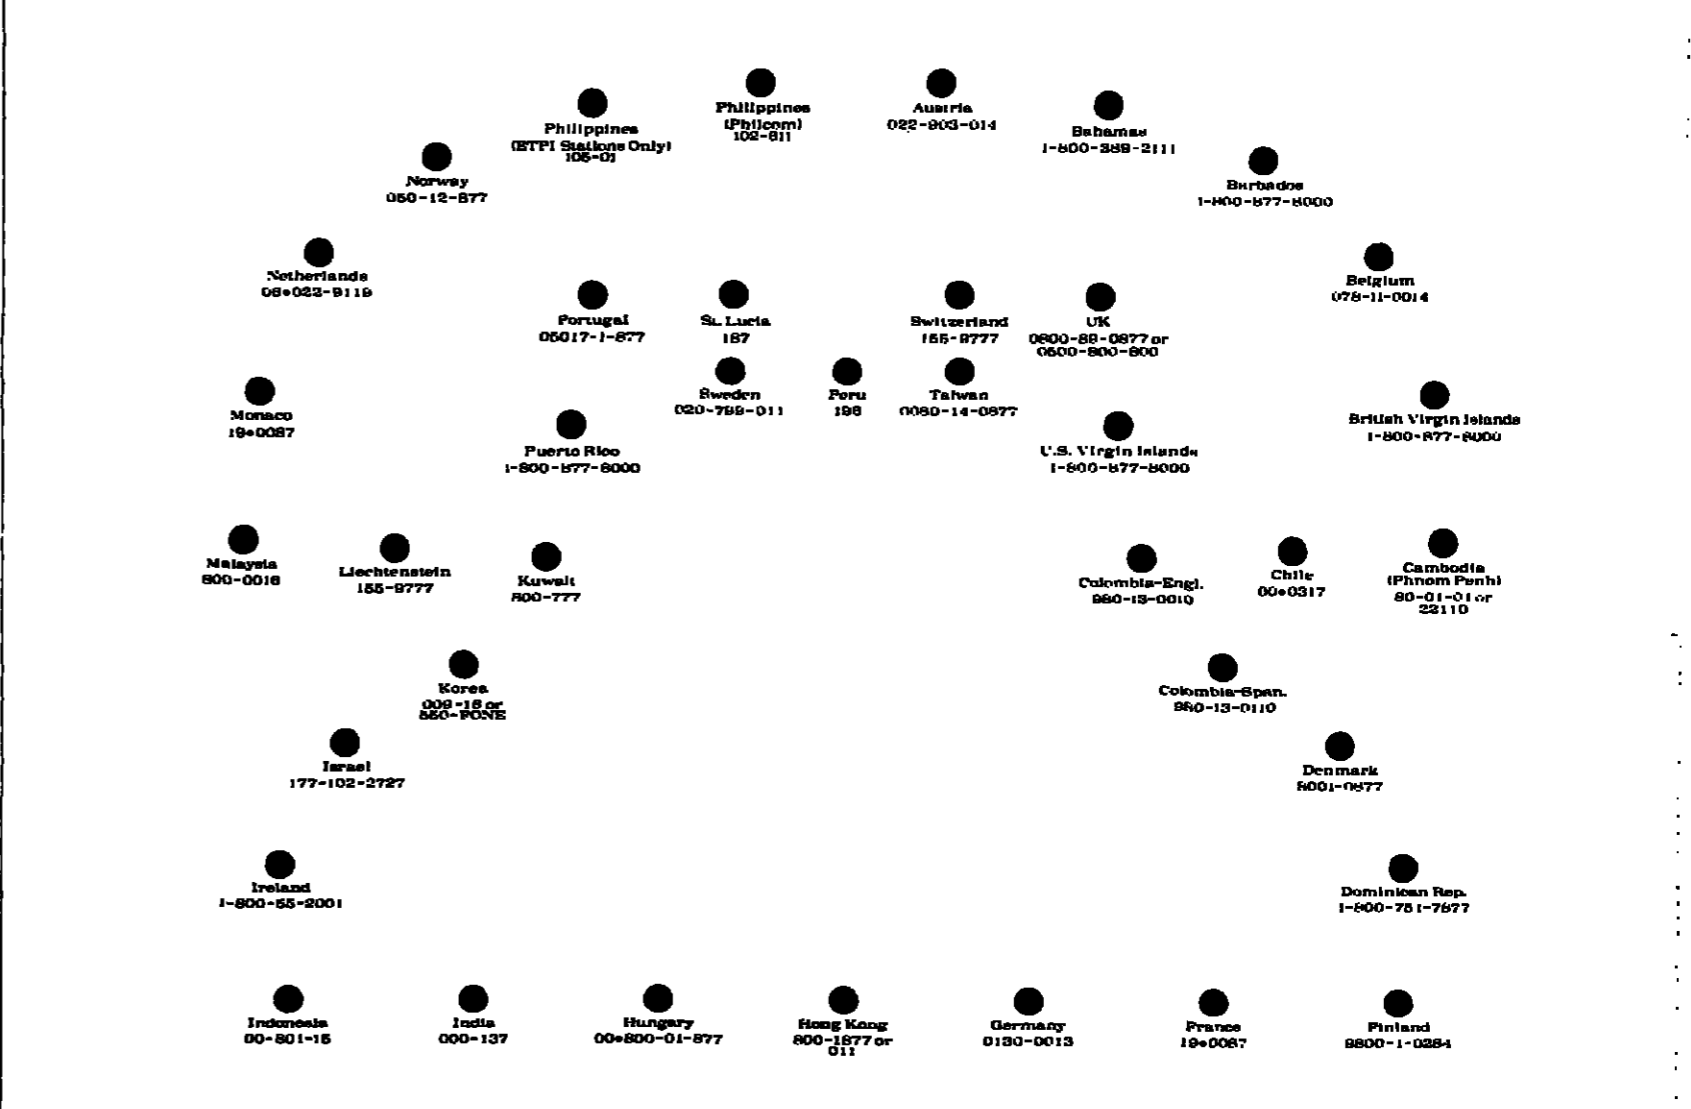 Philippines
(Philcom)
102-611
Austria
022-903-014
Philippines
(ETPI Stations Only)
105-01
Bahamas
1-800-389-2111
Norway
050-12-877
Barbados
1-800-877-8000
Netherlands
06•022-9119
Belgium
078-11-0014
Portugal
05017-1-877
St. Lucia
187
Switzerland
155-9777
UK
0800-89-0877 or
0500-800-800
Monaco
19•0087
Sweden
020-799-011
Peru
196
Taiwan
0080-14-0877
British Virgin Islands
1-800-877-8000
Puerto Rico
1-800-877-8000
U.S. Virgin Islands
1-800-877-8000
Malaysia
800-0016
Liechtenstein
155-9777
Kuwait
800-777
Colombia-Engl.
980-13-0010
Chile
00•0317
Cambodia
(Phnom Penh)
80-01-01 or
22110
Korea
009-16 or
550-FONE
Colombia-Span.
980-13-0110
Israel
177-102-2727
Denmark
8001-0877
Ireland
1-800-55-2001
Dominican Rep.
1-800-751-7877
Indonesia
00-801-15
India
000-137
Hungary
00•800-01-877
Hong Kong
800-1877 or
011
Germany
0130-0013
France
19•0087
Finland
9800-1-0284